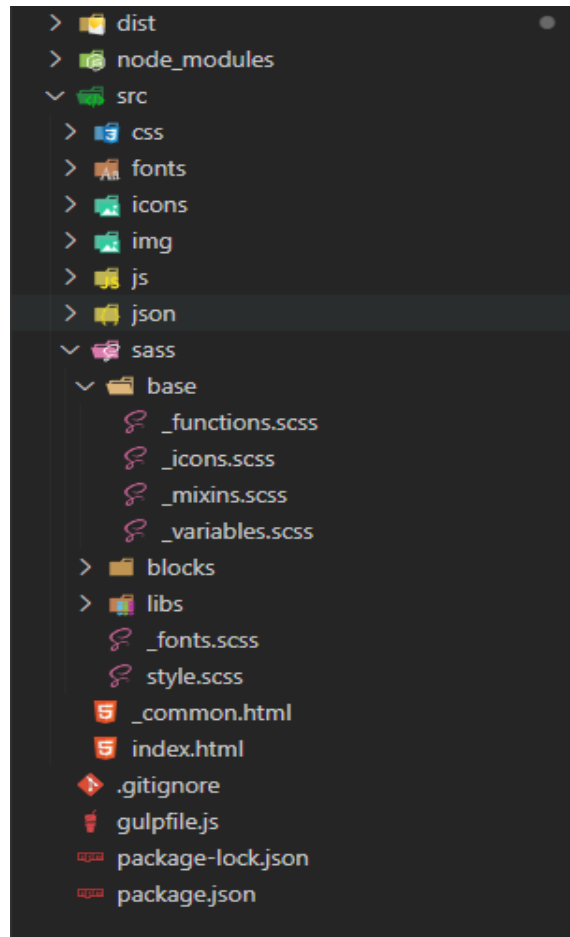 dist
node_modules
src
css
fonts
icons
img
js
json
sass
base
_functions.scss
_icons.scss
_mixins.scss
_variables.scss
blocks
libs
_fonts.scss
style.scss
_common.html
index.html
.gitignore
gulpfile.js
package-lock.json
package.json